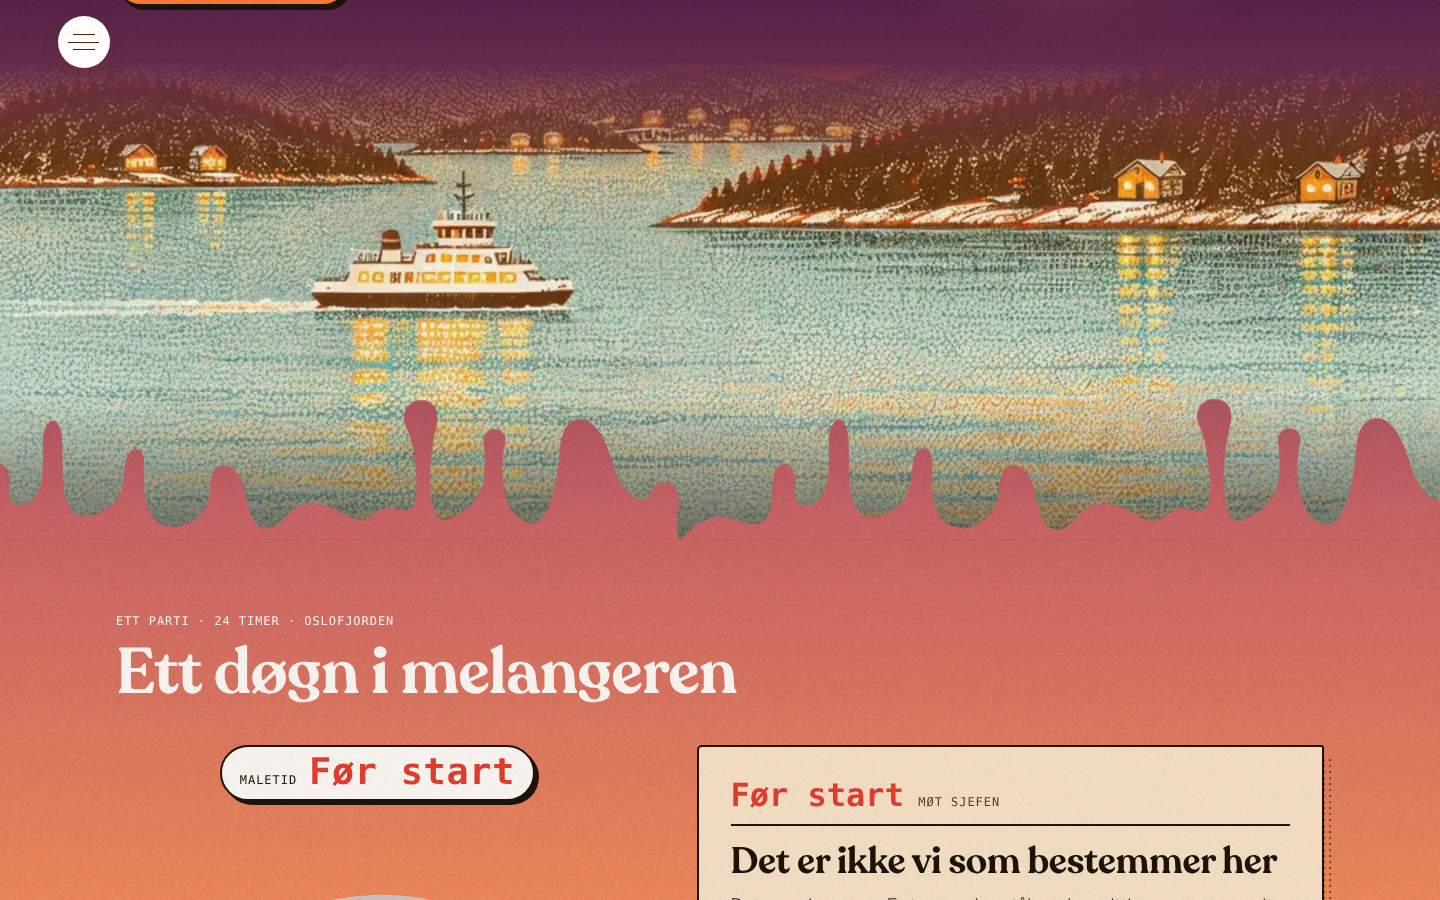 ETT PARTI · 24 TIMER · OSLOFJORDEN
Ett døgn i melangeren
MALETID Før start
Før start MØT SJEFEN
Det er ikke vi som bestemmer her